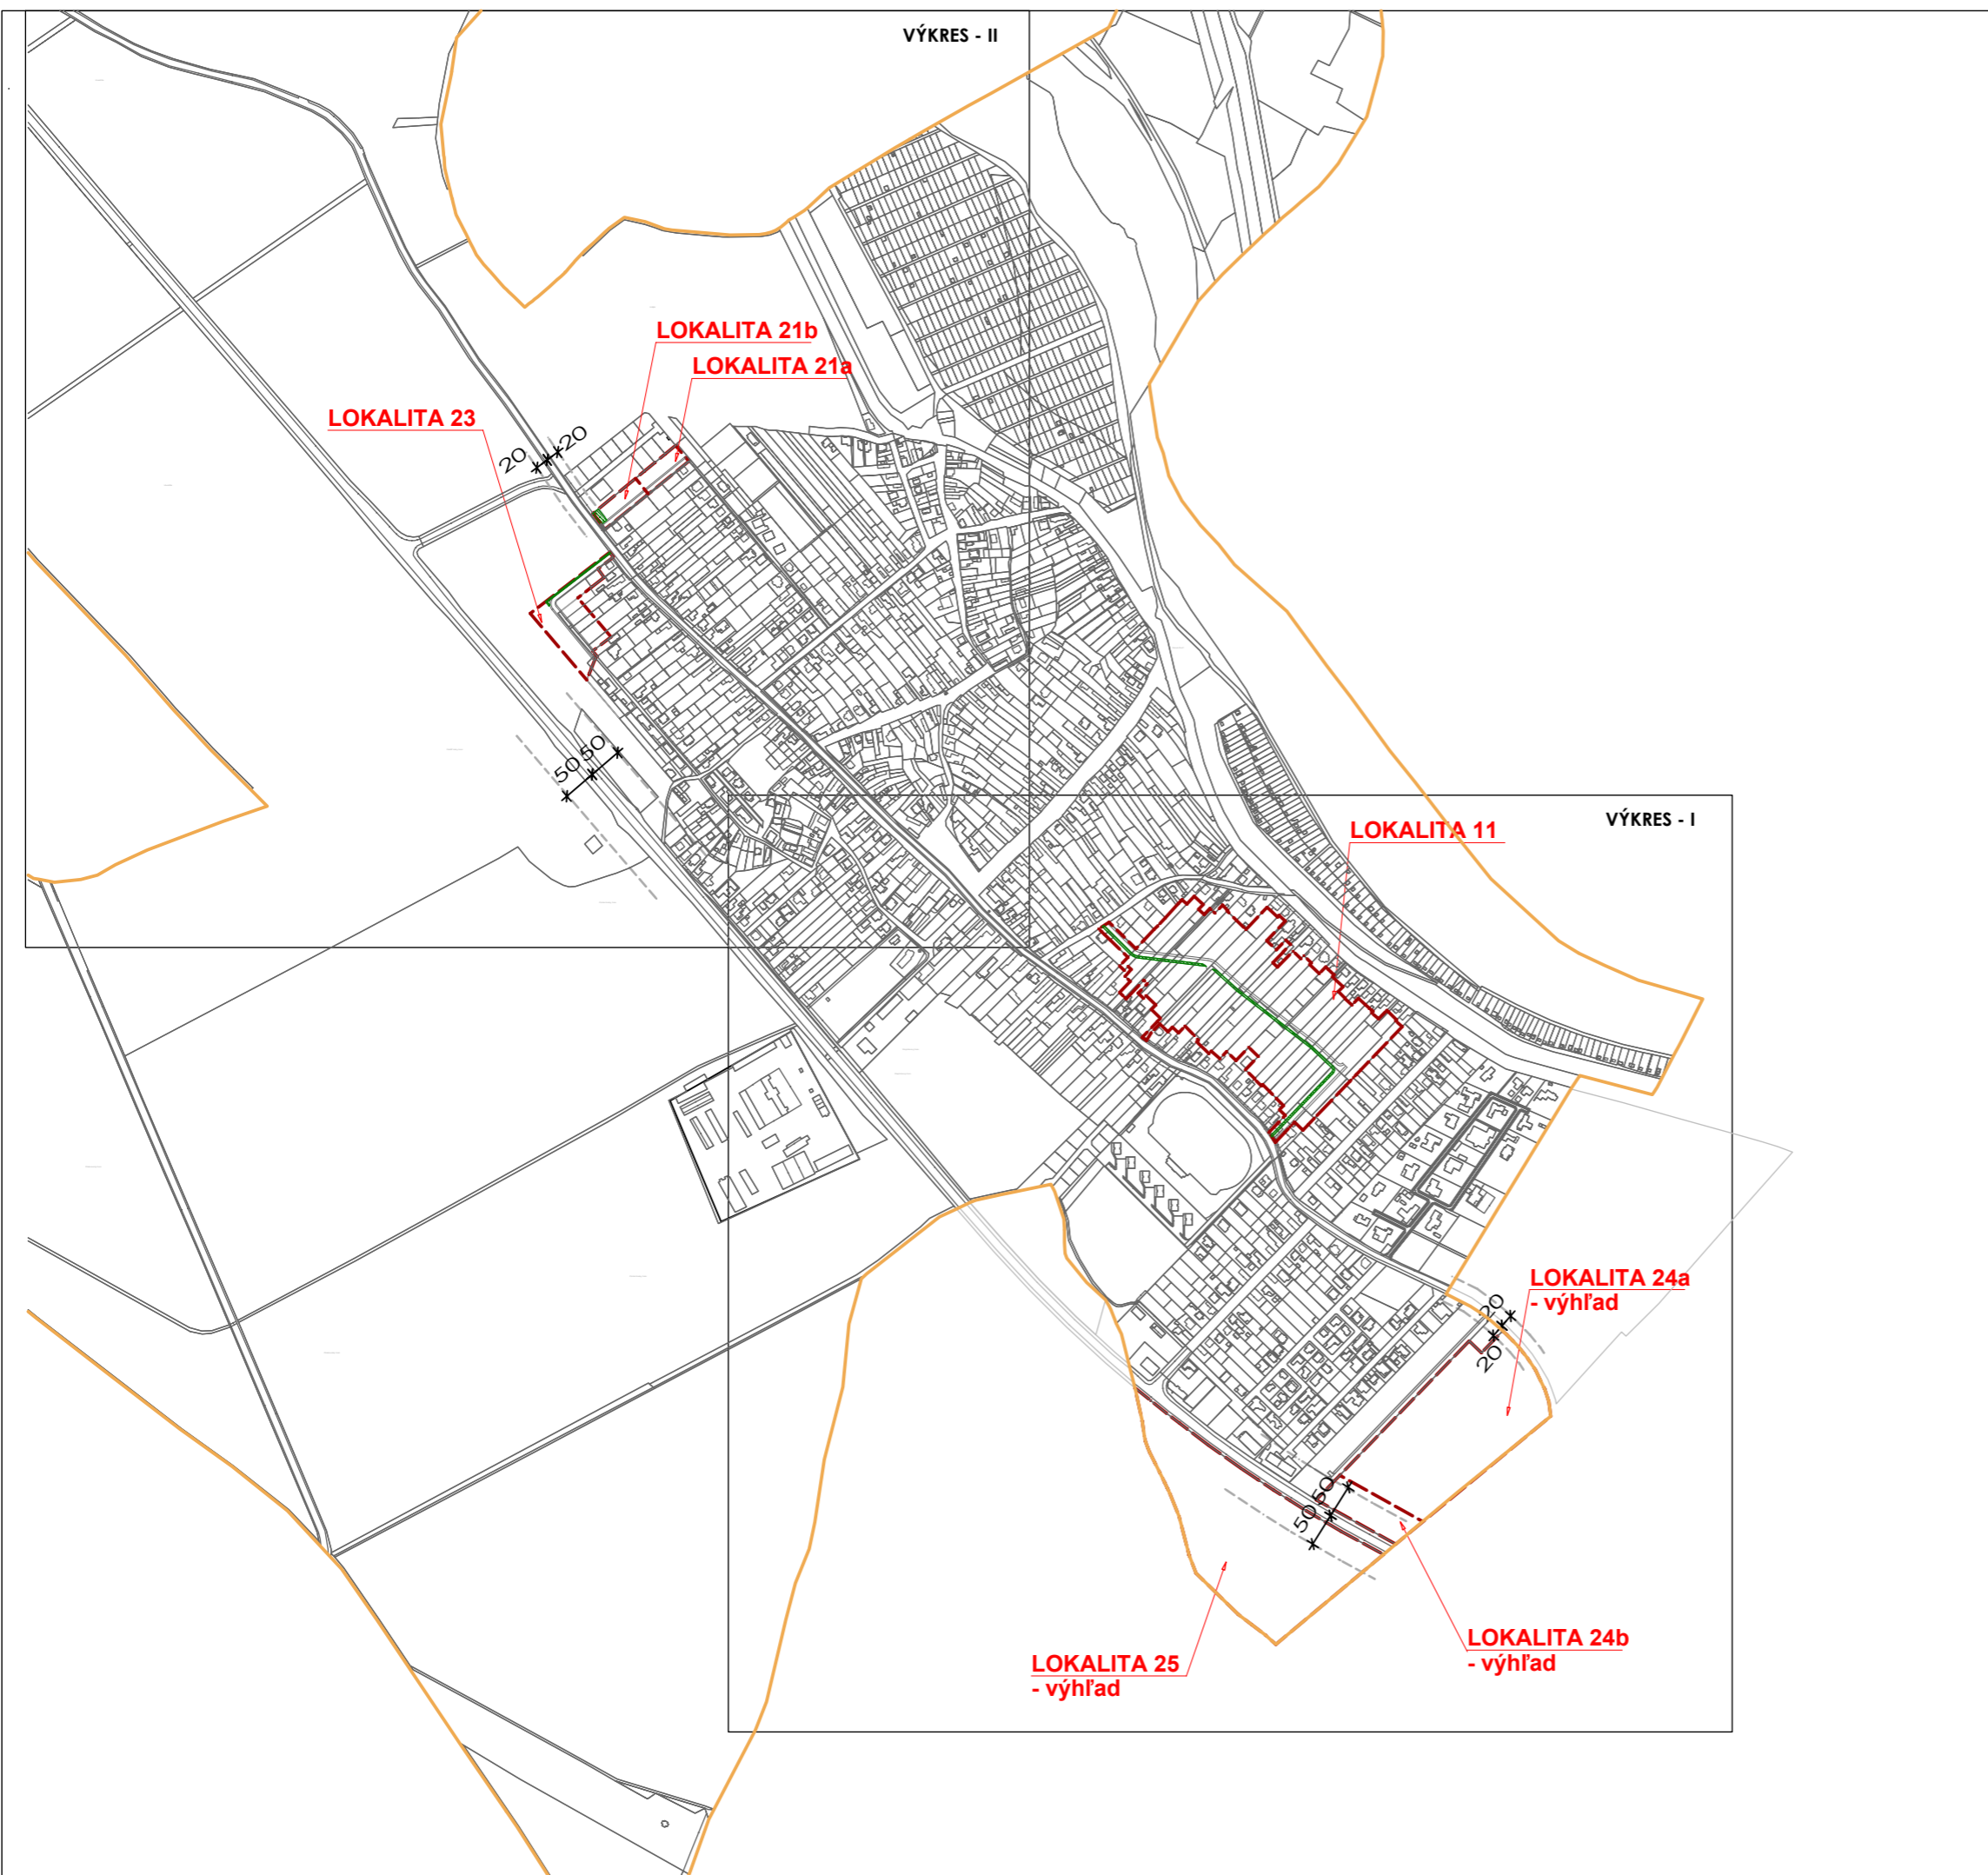 VÝKRES - II
LOKALITA 21b
LOKALITA 21a
LOKALITA 23
20
20
50
50
VÝKRES - I
LOKALITA 11
LOKALITA 24a
- výhľad
20
20
50
50
LOKALITA 24b
- výhľad
LOKALITA 25
- výhľad